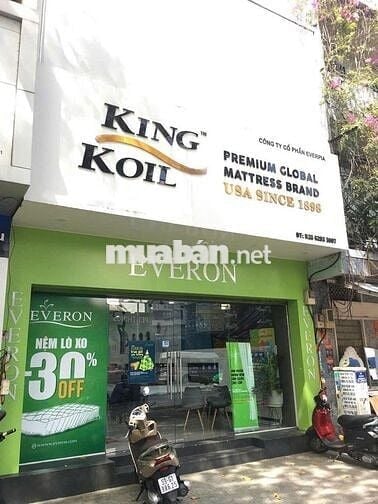 KING
KOIL
TM
CÔNG TY CỔ PHẦN EVERPIA
PREMIUM GLOBAL
MATTRESS BRAND
USA SINCE 1898
muaban.net
EVERON
EVERON
EVERON
EVERON
NỆM LÒ XO
30%
OFF